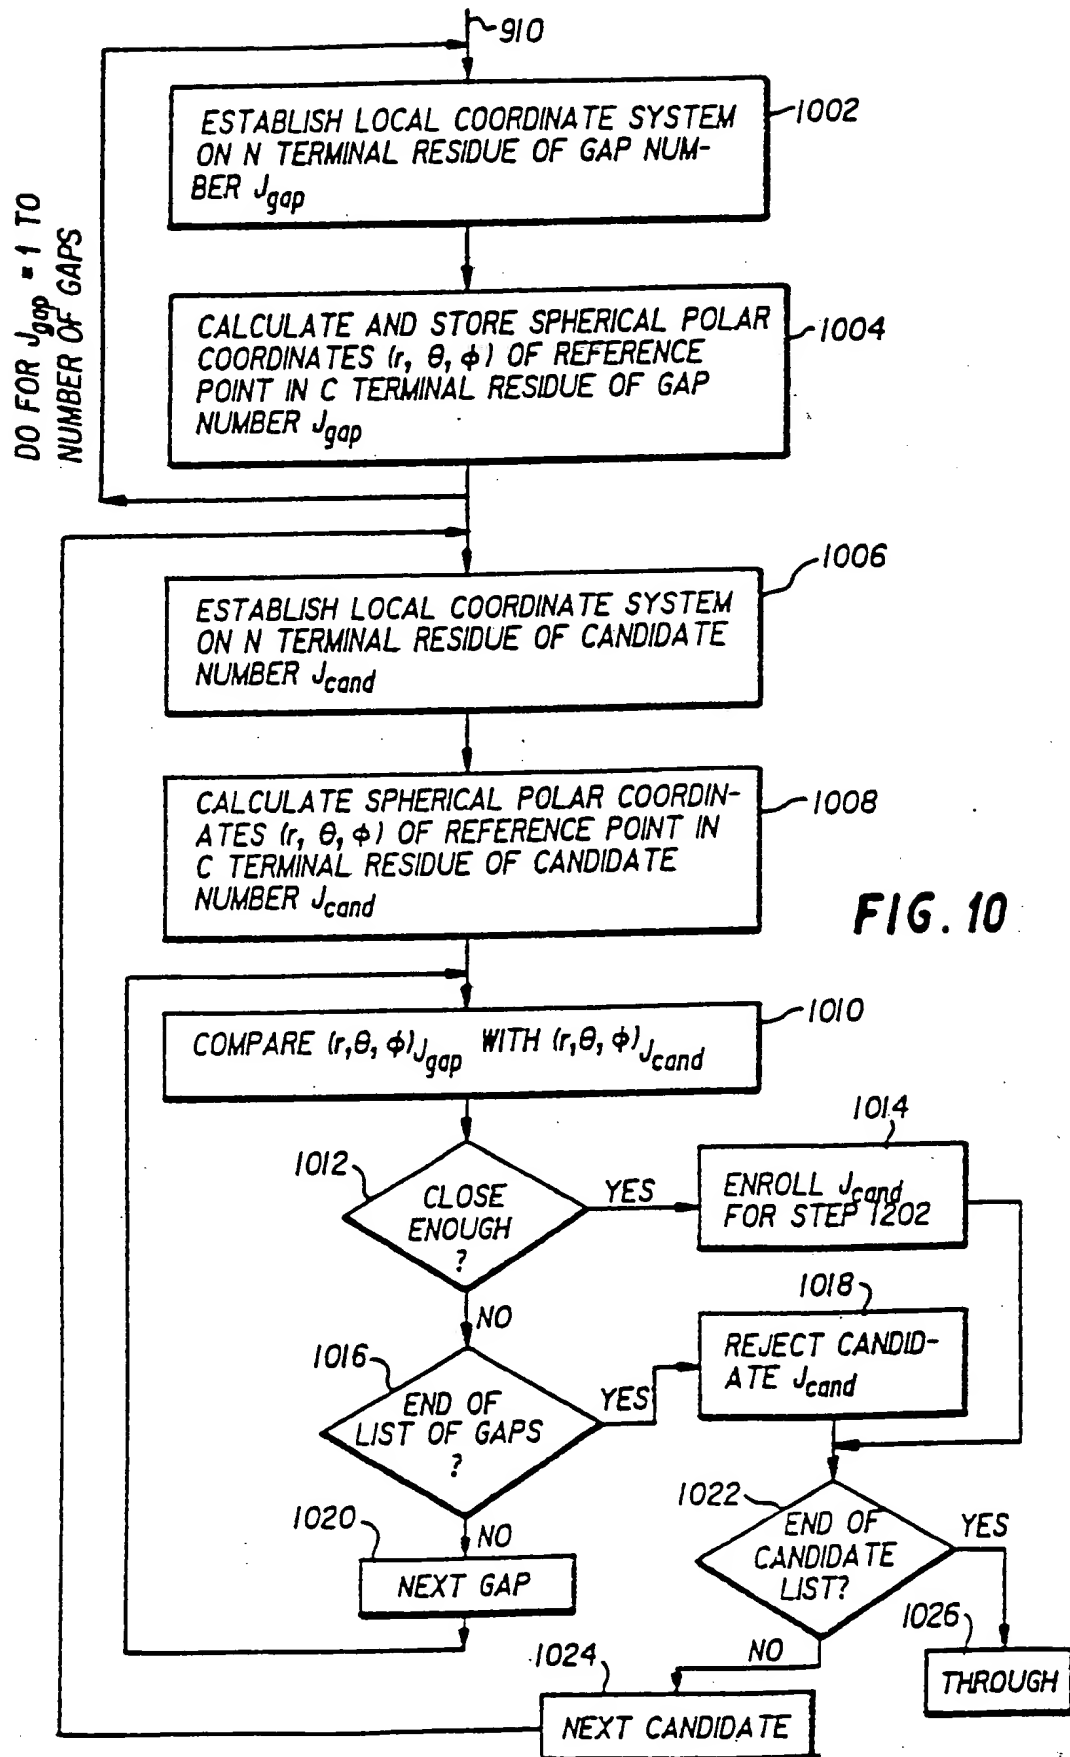 910
ESTABLISH LOCAL COORDINATE SYSTEM
ON N TERMINAL RESIDUE OF GAP NUM-
BER Jgap
1002
DO FOR Jgap = 1 TO
NUMBER OF GAPS
CALCULATE AND STORE SPHERICAL POLAR
COORDINATES (r, θ, ϕ) OF REFERENCE
POINT IN C TERMINAL RESIDUE OF GAP
NUMBER Jgap
1004
ESTABLISH LOCAL COORDINATE SYSTEM
ON N TERMINAL RESIDUE OF CANDIDATE
NUMBER Jcand
1006
CALCULATE SPHERICAL POLAR COORDIN-
ATES (r, θ, ϕ) OF REFERENCE POINT IN
C TERMINAL RESIDUE OF CANDIDATE
NUMBER Jcand
1008
FIG. 10
COMPARE (r,θ, ϕ)Jgap WITH (r,θ, ϕ)Jcand
1010
1012
CLOSE
ENOUGH
?
YES
1014
ENROLL Jcand
FOR STEP 1202
NO
1016
END OF
LIST OF GAPS
?
YES
1018
REJECT CANDID-
ATE Jcand
NO
1020
NEXT GAP
1022
END OF
CANDIDATE
LIST?
YES
1026
THROUGH
NO
1024
NEXT CANDIDATE